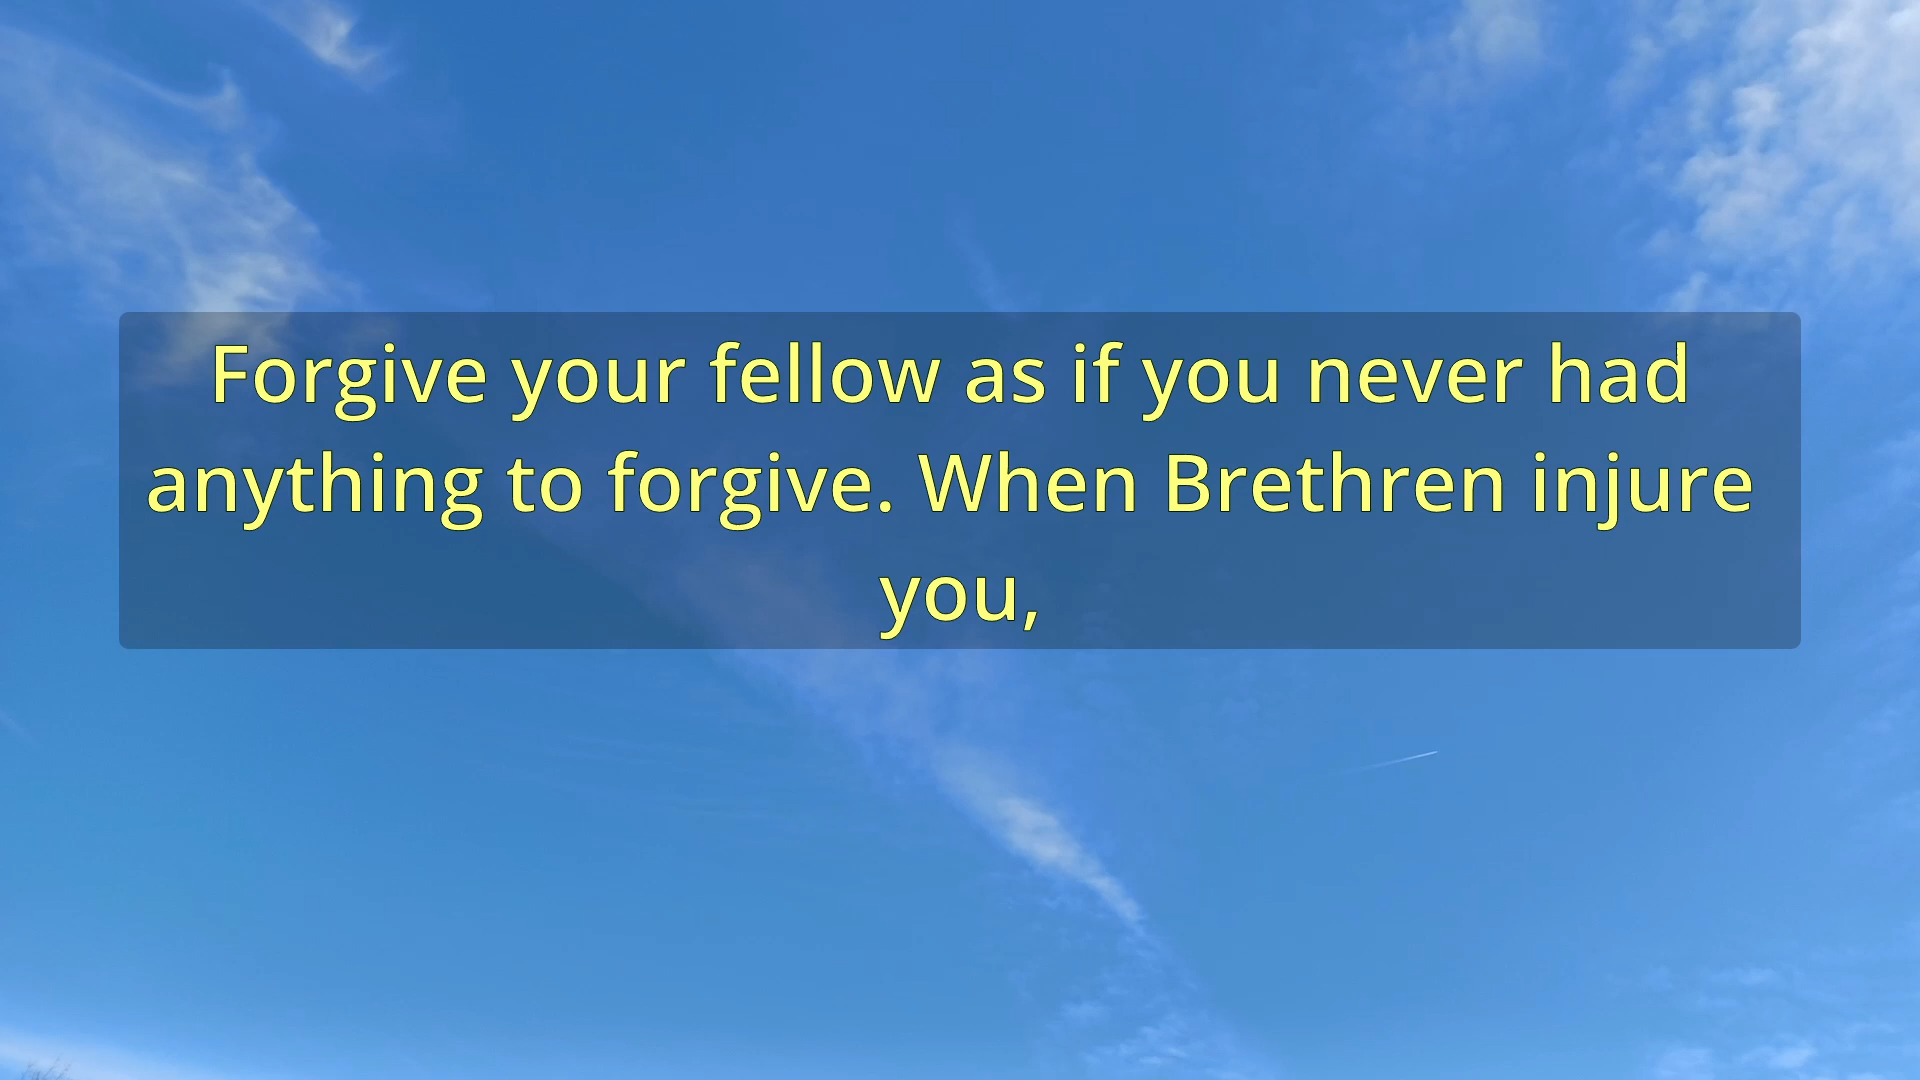 Forgive your fellow as if you never had
anything to forgive. When Brethren injure
you,